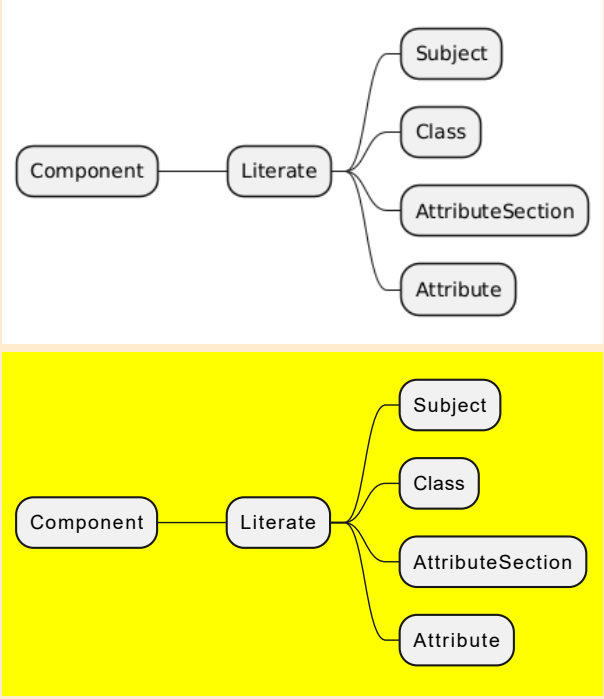 Subject
Class
Component
Literate
AttributeSection
Attribute
Subject
Class
Component
Literate
AttributeSection
Attribute